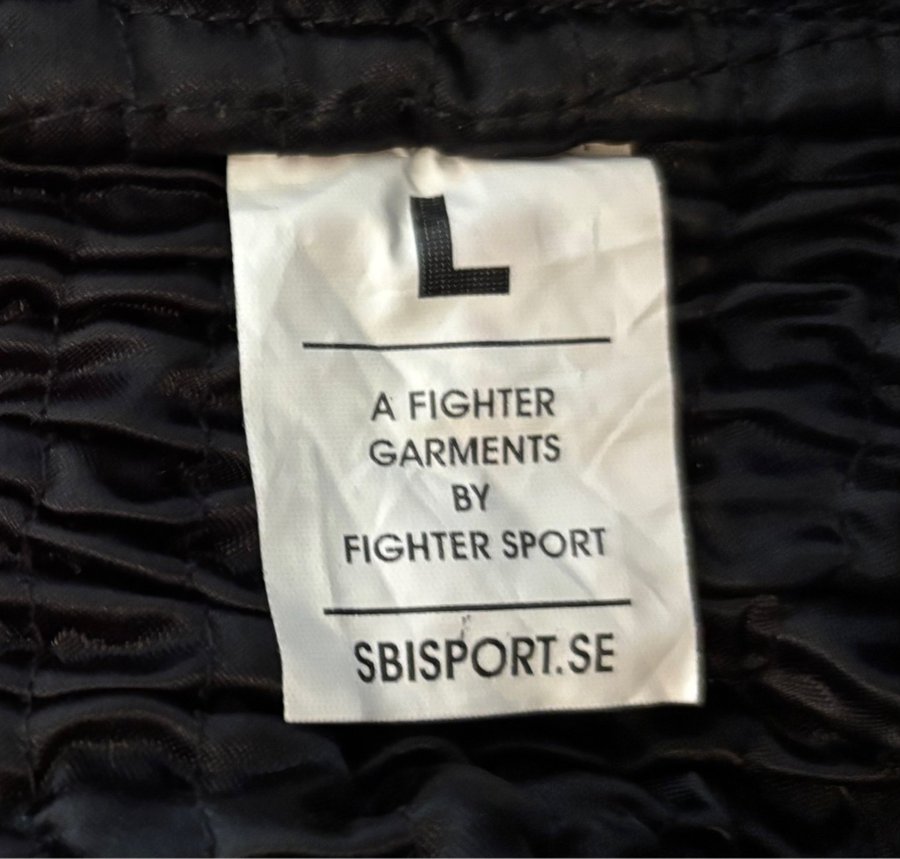 L
A FIGHTER
GARMENTS
BY
FIGHTER SPORT
SBISPORT.SE